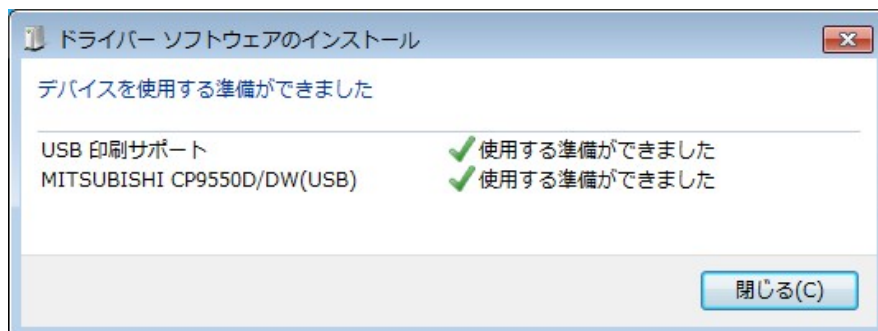 ドライバー ソフトウェアのインストール
デバイスを使用する準備ができました
USB 印刷サポート 使用する準備ができました
MITSUBISHI CP9550D/DW(USB) 使用する準備ができました
閉じる(C)